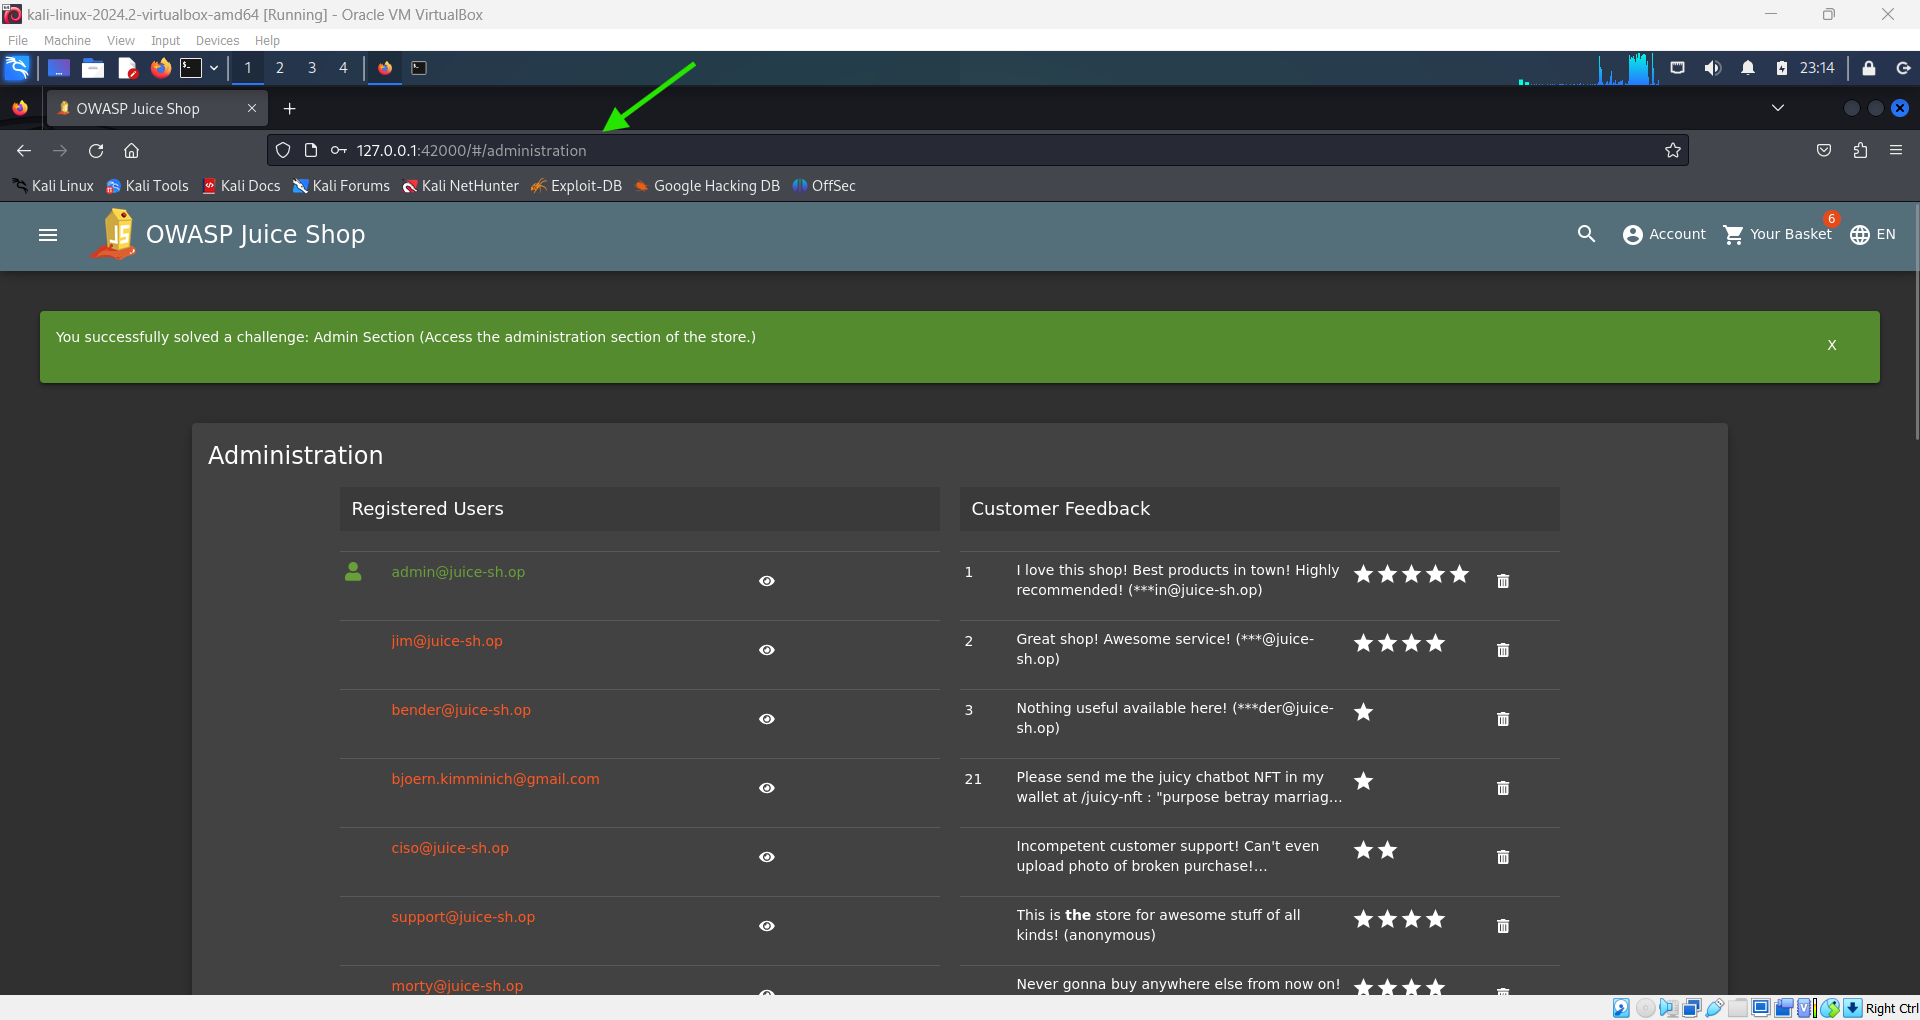 kali-linux-2024.2-virtualbox-amd64 [Running] - Oracle VM VirtualBox
File Machine View Input Devices Help
1 2 3 4 23:14
OWASP Juice Shop
127.0.0.1:42000/#/administration
Kali Linux Kali Tools Kali Docs Kali Forums Kali NetHunter Exploit-DB Google Hacking DB OffSec
OWASP Juice Shop Account Your Basket 6 EN
You successfully solved a challenge: Admin Section (Access the administration section of the store.)
X
Administration
Registered Users
admin@juice-sh.op
jim@juice-sh.op
bender@juice-sh.op
bjoern.kimminich@gmail.com
ciso@juice-sh.op
support@juice-sh.op
morty@juice-sh.op
Customer Feedback
1 I love this shop! Best products in town! Highly
recommended! (***in@juice-sh.op)
2 Great shop! Awesome service! (***@juice-
sh.op)
3 Nothing useful available here! (***der@juice-
sh.op)
21 Please send me the juicy chatbot NFT in my
wallet at /juicy-nft : "purpose betray marriag...
Incompetent customer support! Can't even
upload photo of broken purchase!...
This is the store for awesome stuff of all
kinds! (anonymous)
Never gonna buy anywhere else from now on!
Right Ctrl